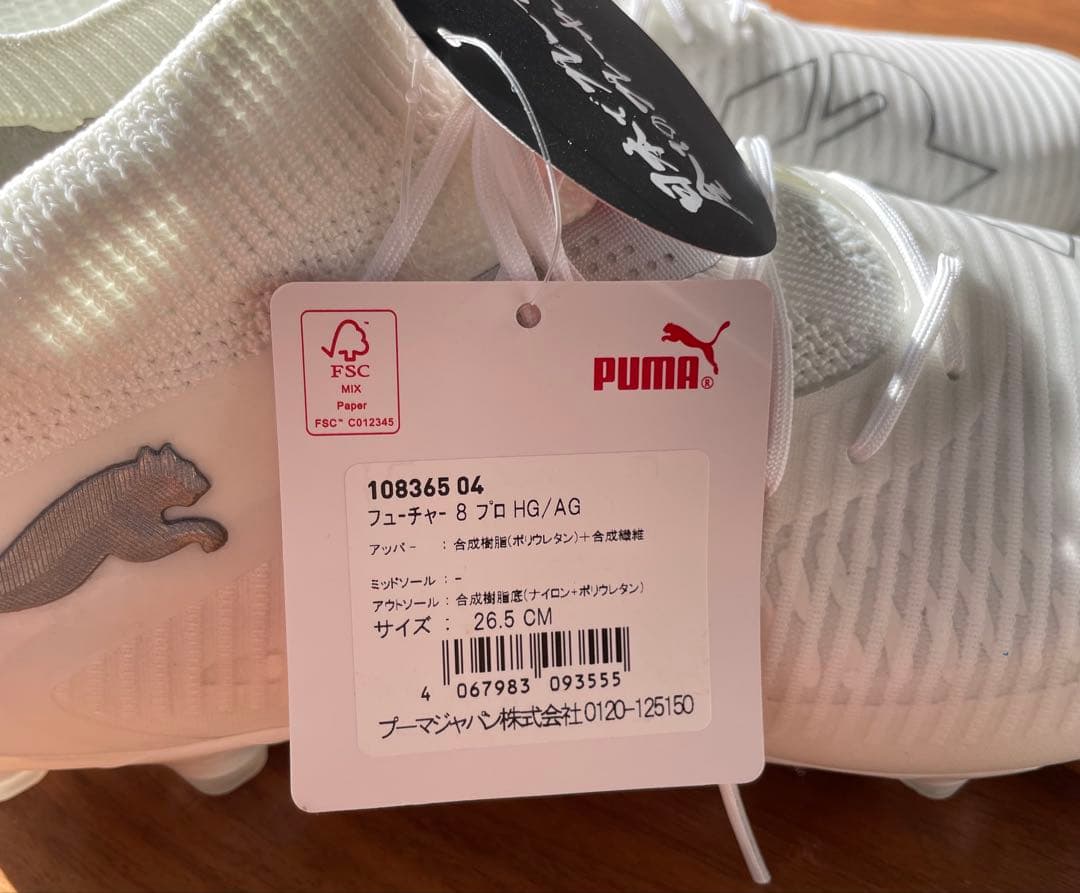 FSC™
MIX
Paper
FSC™ C012345
PUMA®
108365 04
フューチャー 8 プロ HG/AG
アッパー : 合成樹脂(ポリウレタン)+合成繊維
ミッドソール : -
アウトソール : 合成樹脂底(ナイロン+ポリウレタン)
サイズ : 26.5 CM
4 067983 093555
プーマジャパン株式会社 0120-125150